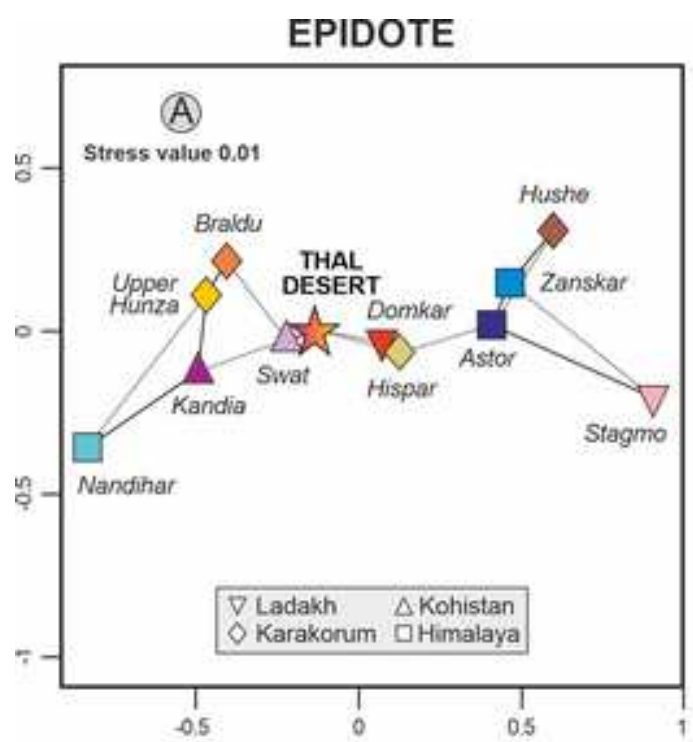 EPIDOTE
A
Stress value 0.01
0.5
Hushe
Braldu
THAL
DESERT
Upper
Hunza
Zanskar
Domkar
0
Swat
Astor
Hispar
Kandia
Stagmo
Nandihar
-0.5
Ladakh
Kohistan
Karakorum
Himalaya
-1
-0.5
0
0.5
1